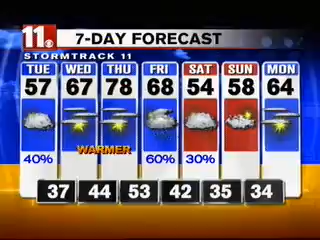 11 7-DAY FORECAST
STORMTRACK 11
TUE WED THU FRI SAT SUN MON
57 67 78 68 54 58 64
WARMER
40% 60% 30%
37 44 53 42 35 34